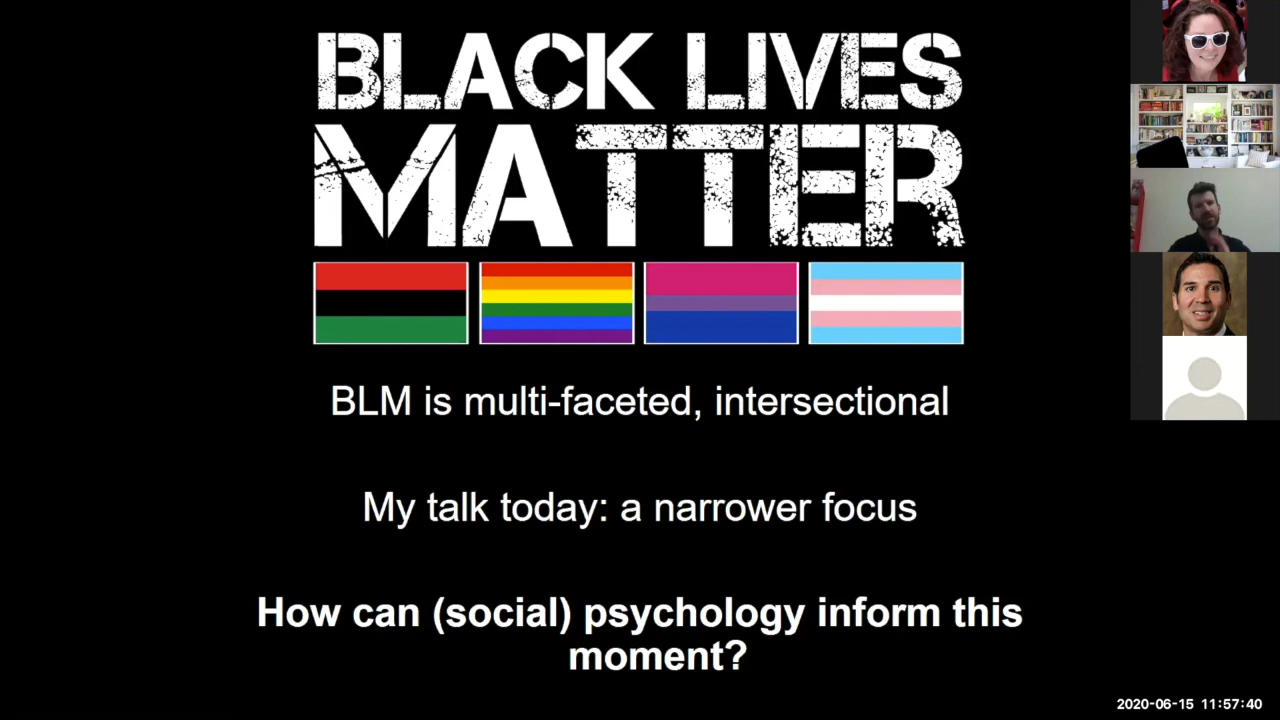 BLACK LIVES
MATTER
BLM is multi-faceted, intersectional
My talk today: a narrower focus
How can (social) psychology inform this
moment?
2020-06-15 11:57:40